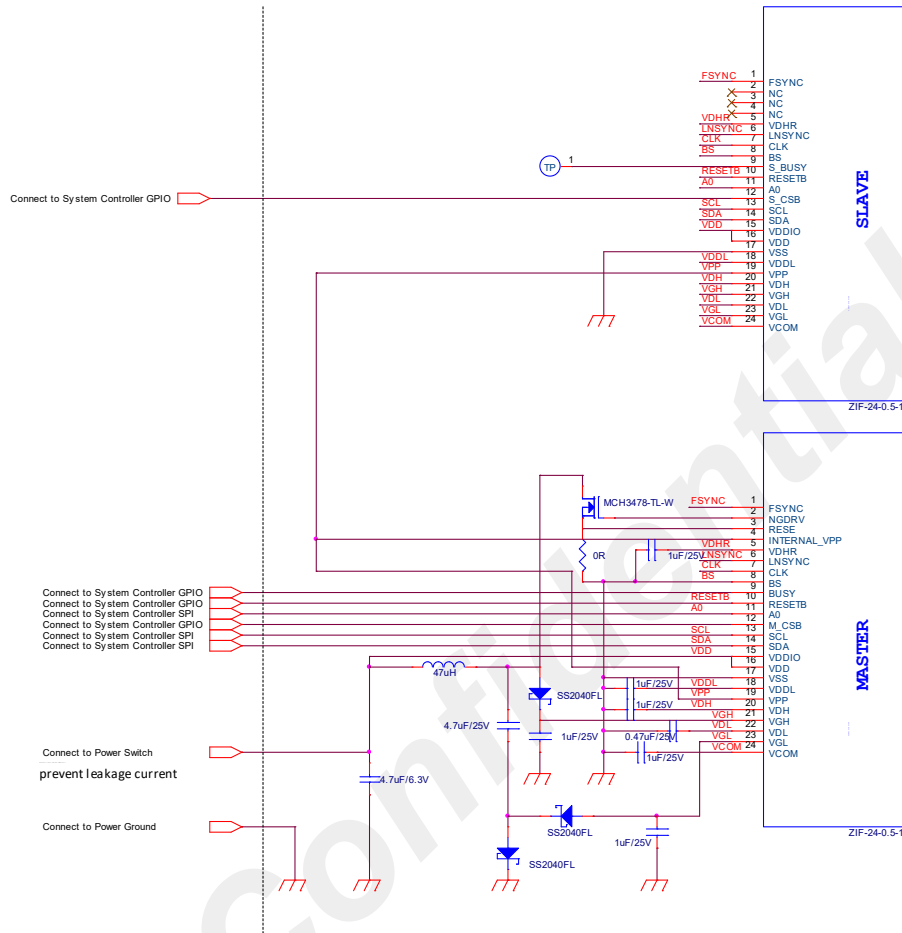 FSYNC 1 FSYNC
2 NC
3 NC
4 NC
VDHR 5 VDHR
LNSYNC 6 LNSYNC
CLK 7 CLK
BS 8 BS
TP 1 9 S_BUSY
RESETB 10 RESETB
A0 11 A0
Connect to System Controller GPIO 12 S_CSB
SCL 13 SCL
SDA 14 SDA
VDD 15 VDDIO
16 VDD
17 VSS
VDDL 18 VDDL
VPP 19 VPP
VDH 20 VDH
VGH 21 VGH
VDL 22 VDL
VGL 23 VGL
VCOM 24 VCOM
SLAVE
ZIF-24-0.5-1
FSYNC 1 FSYNC
MCH3478-TL-W 2 NGDRV
3 RESE
4 INTERNAL_VPP
0R 1uF/25V VDHR 5 VDHR
LNSYNC 6 LNSYNC
CLK 7 CLK
BS 8 BS
Connect to System Controller GPIO 9 BUSY
Connect to System Controller GPIO RESETB 10 RESETB
Connect to System Controller SPI A0 11 A0
Connect to System Controller GPIO 12 M_CSB
Connect to System Controller SPI SCL 13 SCL
Connect to System Controller SPI SDA 14 SDA
VDD 15 VDDIO
16 VDD
47uH 17 VSS
SS2040FL 1uF/25V VDDL 18 VDDL
VPP 19 VPP
1uF/25V VDH 20 VDH
VGH 21 VGH
4.7uF/25V VDL 22 VDL
1uF/25V 0.47uF/25V VGL 23 VGL
1uF/25V VCOM 24 VCOM
MASTER
Connect to Power Switch
prevent leakage current
4.7uF/6.3V
Connect to Power Ground
SS2040FL
1uF/25V
SS2040FL
ZIF-24-0.5-1
Confidential